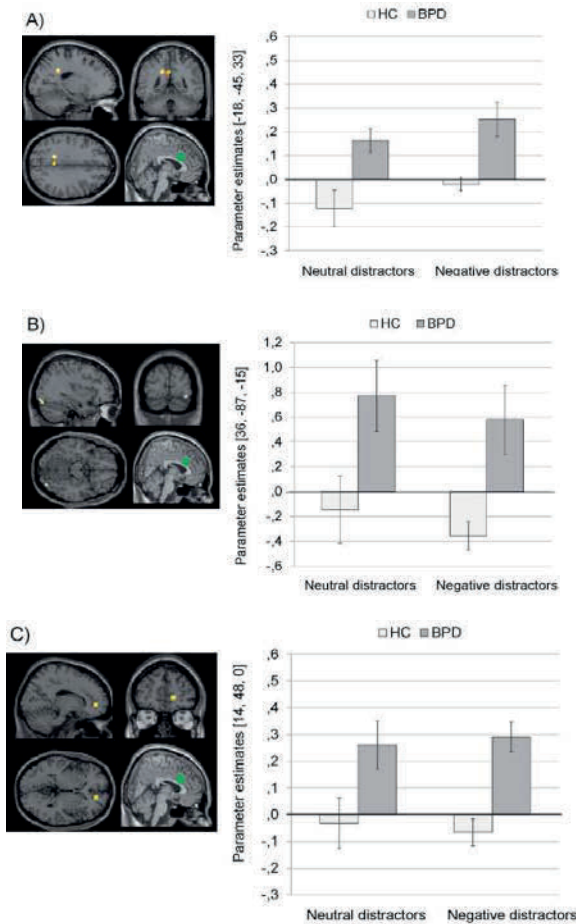 A)
HC BPD
Parameter estimates [-18, -45, 33]
,6
,5
,4
,3
,2
,1
,0
-,1
-,2
-,3
Neutral distractors Negative distractors
B)
HC BPD
Parameter estimates [36, -87, -15]
1,2
1,0
,8
,6
,4
,2
,0
-,2
-,4
-,6
Neutral distractors Negative distractors
C)
HC BPD
Parameter estimates [14, 48, 0]
,6
,5
,4
,3
,2
,1
,0
-,1
-,2
-,3
Neutral distractors Negative distractors